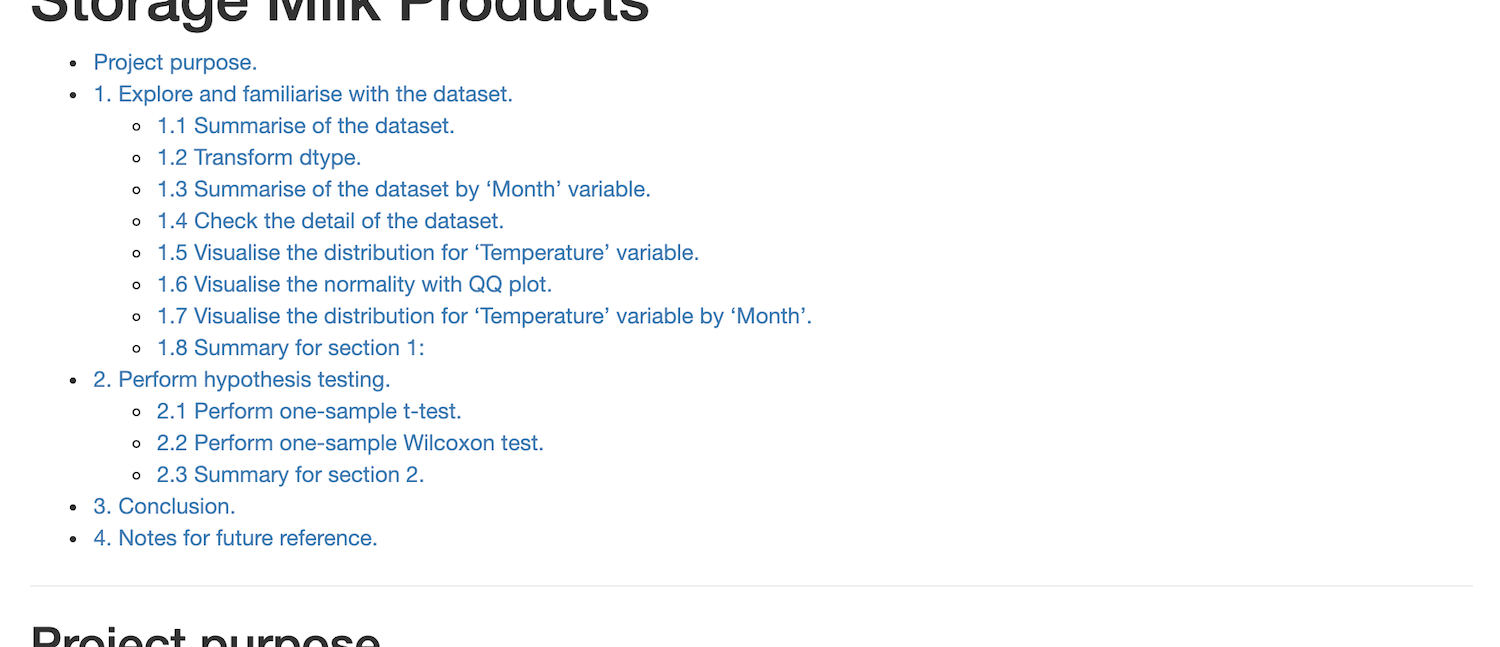 Storage Milk Products
Project purpose.
1. Explore and familiarise with the dataset.
1.1 Summarise of the dataset.
1.2 Transform dtype.
1.3 Summarise of the dataset by ‘Month’ variable.
1.4 Check the detail of the dataset.
1.5 Visualise the distribution for ‘Temperature’ variable.
1.6 Visualise the normality with QQ plot.
1.7 Visualise the distribution for ‘Temperature’ variable by ‘Month’.
1.8 Summary for section 1:
2. Perform hypothesis testing.
2.1 Perform one-sample t-test.
2.2 Perform one-sample Wilcoxon test.
2.3 Summary for section 2.
3. Conclusion.
4. Notes for future reference.
Project purpose